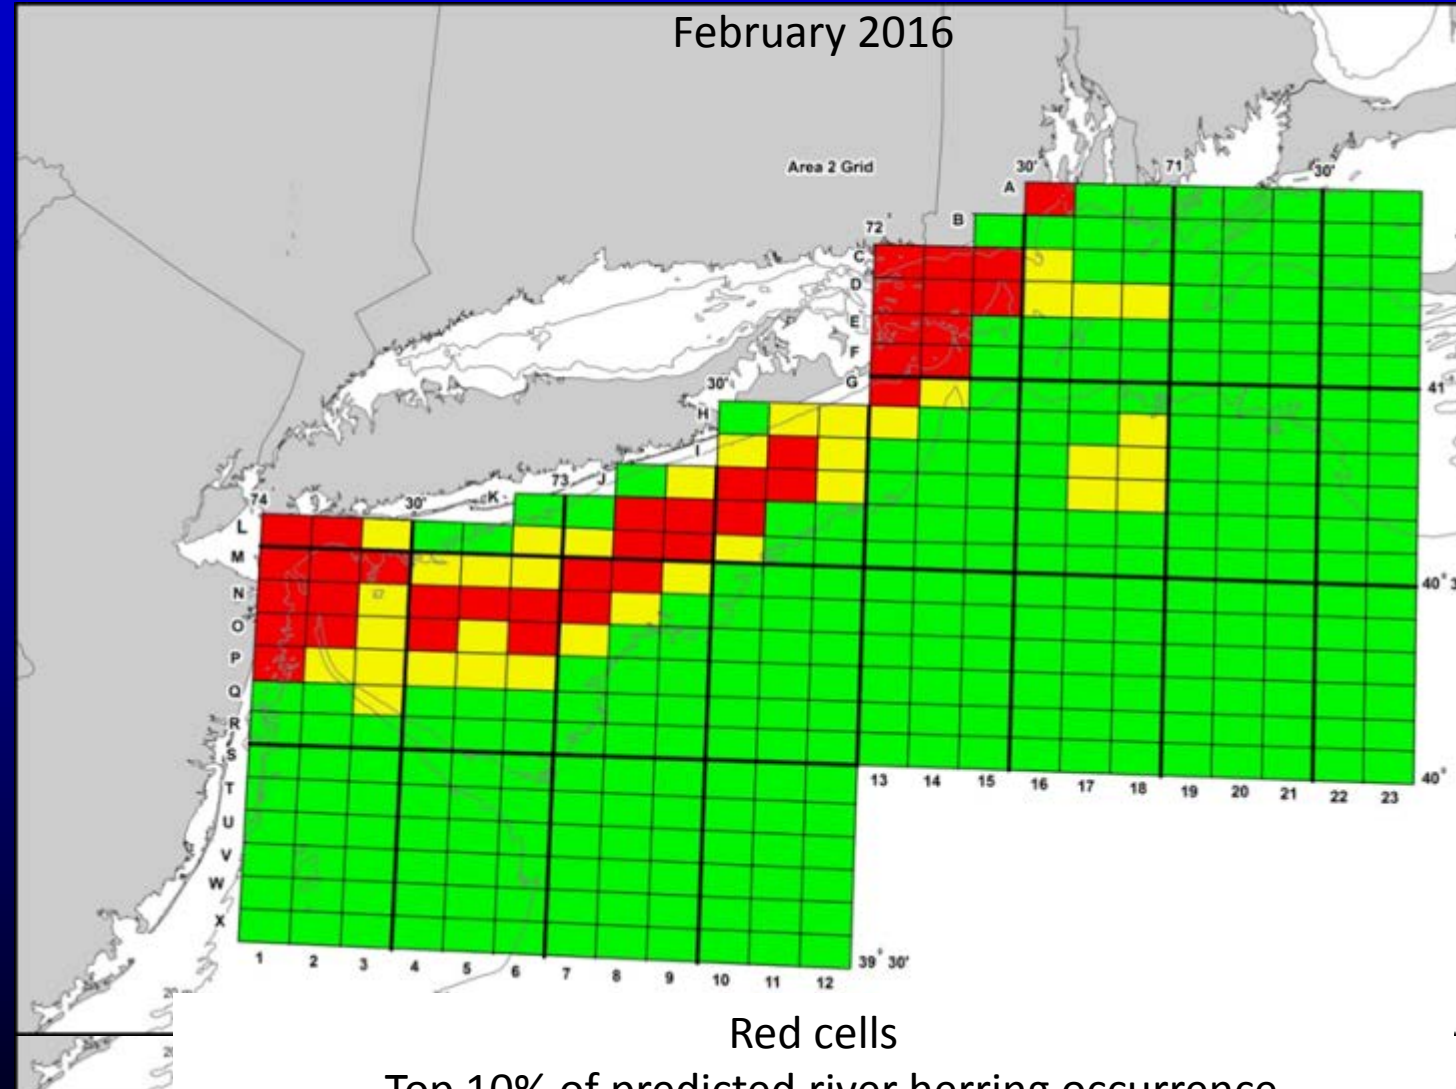 February 2016
Area 2 Grid
30'
71
30'
A
B
72
C
D
E
F
G
41°
30'
H
I
73
J
74
30'
K
L
M
N
O
P
Q
R
S
T
U
V
W
X
40° 3
40°
13 14 15 16 17 18 19 20 21 22 23
39° 30'
1 2 3 4 5 6 7 8 9 10 11 12
Red cells
Top 10% of predicted river herring occurrence